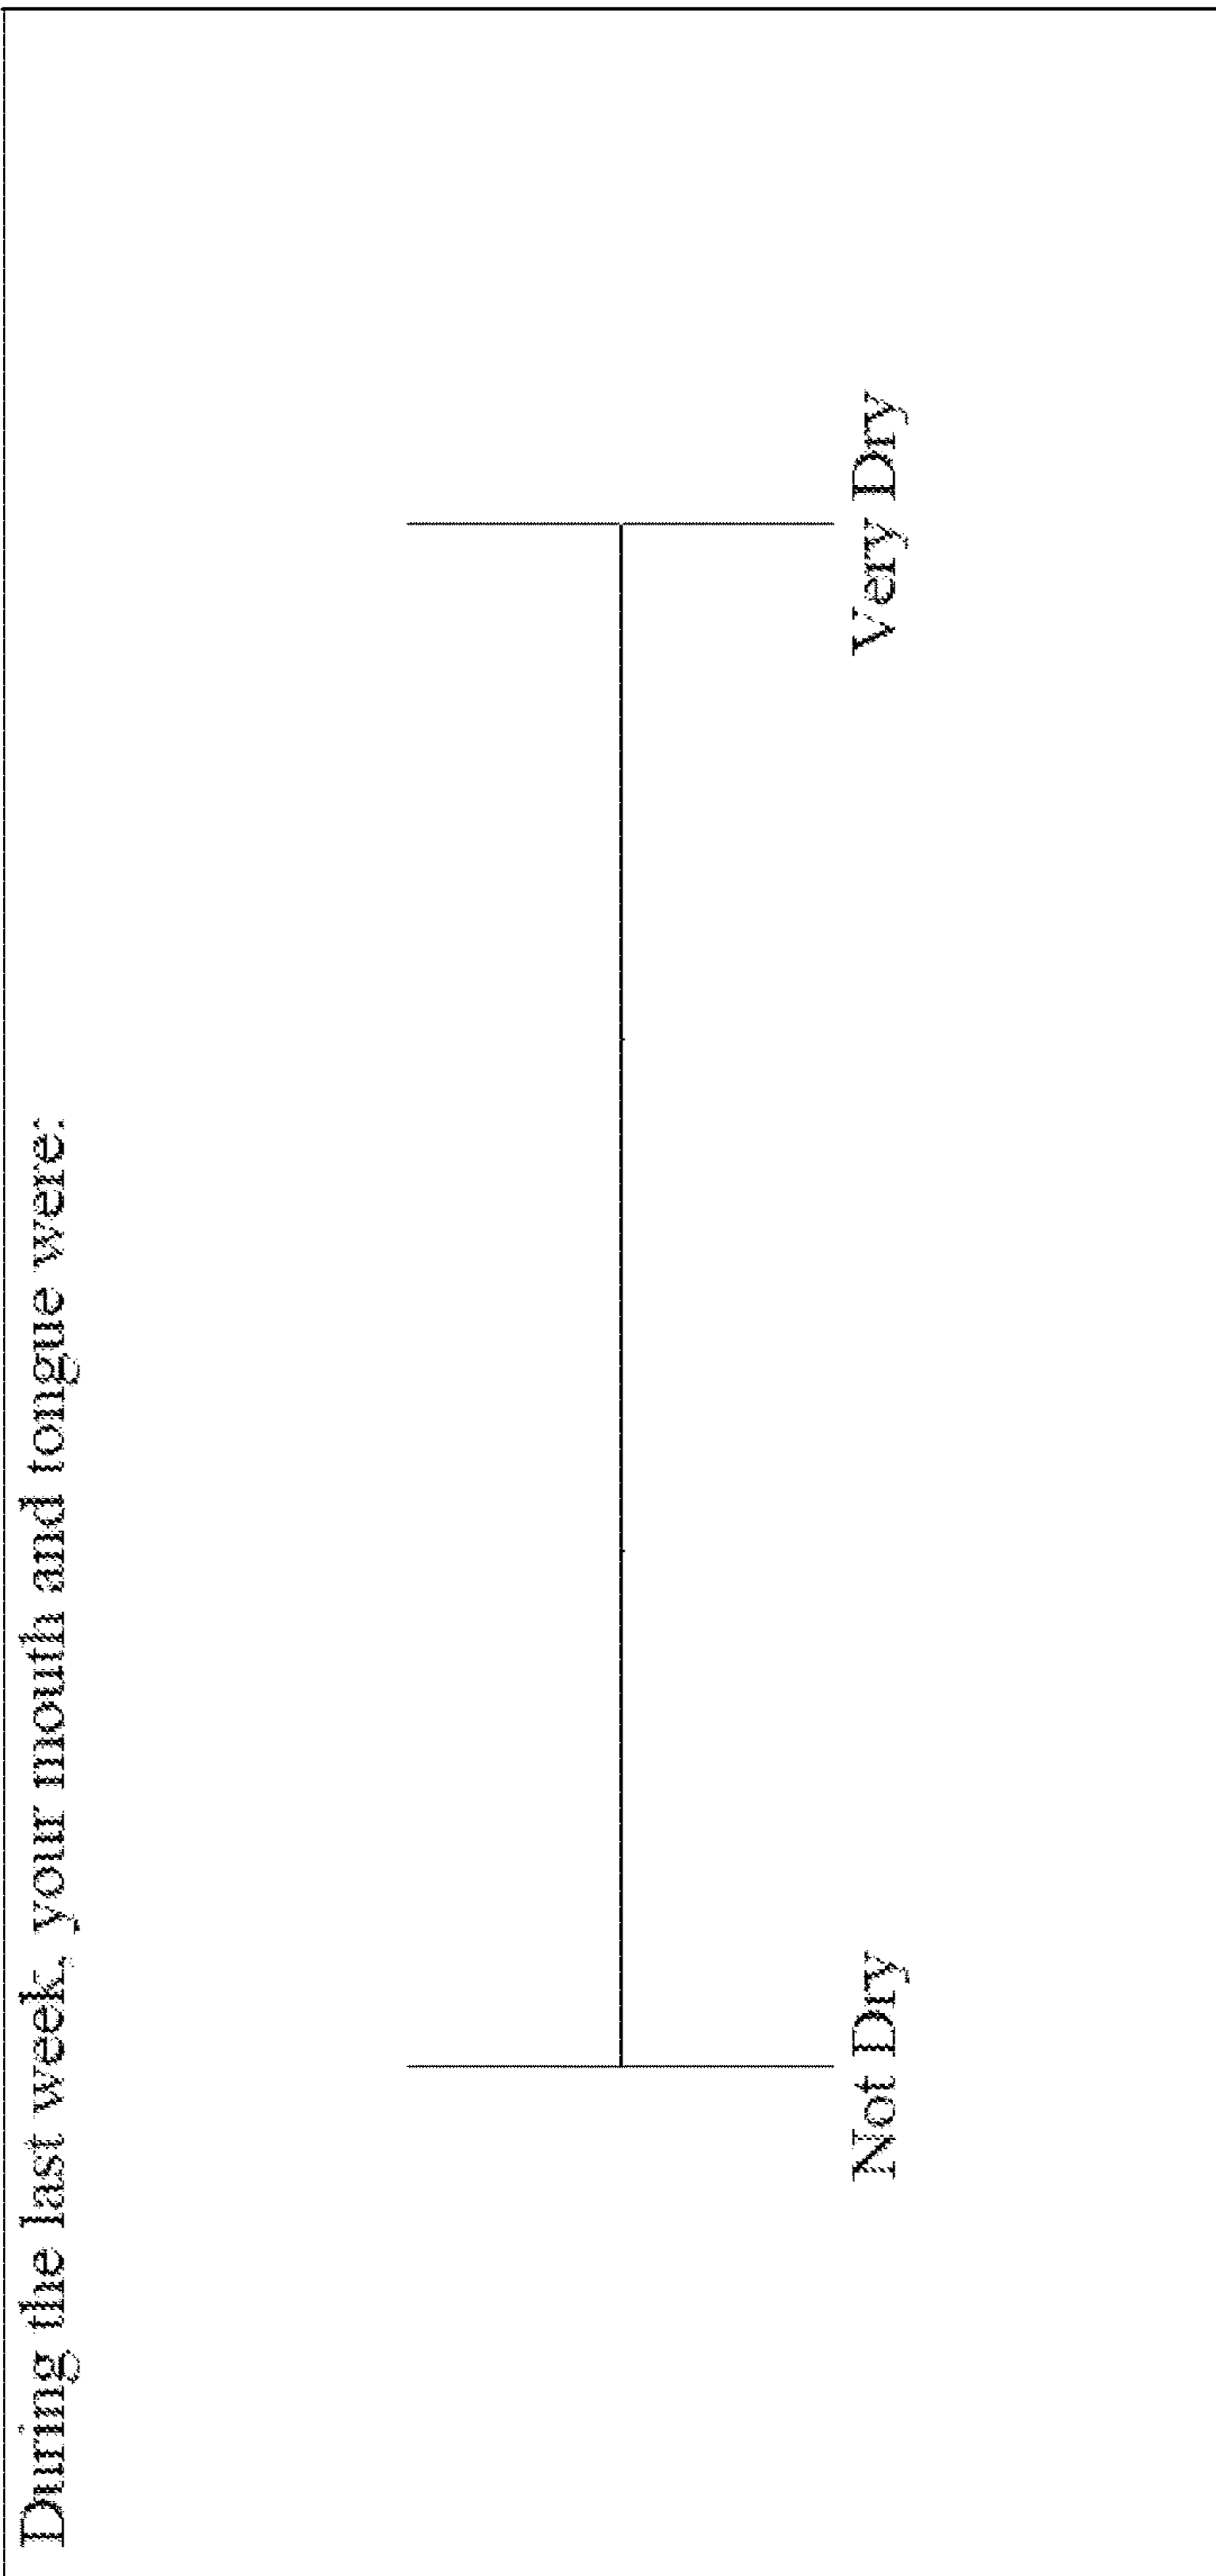 During the last week, your mouth and tongue were:
Not Dry
Very Dry